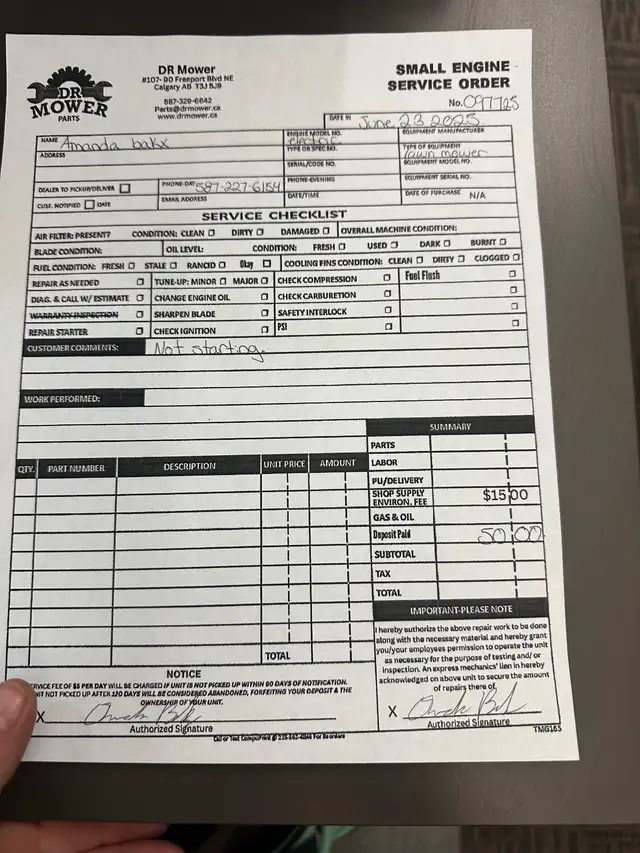 DR
MOWER
PARTS
DR Mower
#107- 90 Freeport Blvd NE
Calgary AB T3J 5J9
587-329-6642
Parts@drmower.ca
www.drmower.ca
SMALL ENGINE
SERVICE ORDER
No. 097725
DATE IN June 23 2025
NAME Amanda bakx
ENGINE MODEL NO. electric
EQUIPMENT MANUFACTURER
ADDRESS
TYPE OR SPEC NO.
TYPE OF EQUIPMENT lawn mower
SERIAL/CODE NO.
EQUIPMENT MODEL NO.
DEALER TO PICKUP/DELIVER
PHONE-DAY 587-227-6154
PHONE-EVENING
EQUIPMENT SERIAL NO.
CUST. NOTIFIED DATE
EMAIL ADDRESS
DATE/TIME
DATE OF PURCHASE N/A
SERVICE CHECKLIST
AIR FILTER: PRESENT? CONDITION: CLEAN DIRTY DAMAGED OVERALL MACHINE CONDITION:
BLADE CONDITION: OIL LEVEL: CONDITION: FRESH USED DARK BURNT
FUEL CONDITION: FRESH STALE RANCID Okay COOLING FINS CONDITION: CLEAN DIRTY CLOGGED
REPAIR AS NEEDED TUNE-UP: MINOR MAJOR CHECK COMPRESSION Fuel Flush
DIAG. & CALL W/ ESTIMATE CHANGE ENGINE OIL CHECK CARBURETION
WARRANTY INSPECTION SHARPEN BLADE SAFETY INTERLOCK
REPAIR STARTER CHECK IGNITION PSI
CUSTOMER COMMENTS: Not starting.
WORK PERFORMED:
QTY. PART NUMBER DESCRIPTION UNIT PRICE AMOUNT
TOTAL
SUMMARY
PARTS
LABOR
PU/DELIVERY
SHOP SUPPLY
ENVIRON. FEE $15.00
GAS & OIL
Deposit Paid 50.00
SUBTOTAL
TAX
TOTAL
IMPORTANT-PLEASE NOTE
I hereby authorize the above repair work to be done
along with the necessary material and hereby grant
you/your employees permission to operate the unit
as necessary for the purpose of testing and/ or
inspection. An express mechanics' lien in hereby
acknowledged on above unit to secure the amount
of repairs there of.
X
Authorized Signature
TMG165
NOTICE
RVICE FEE OF $5 PER DAY WILL BE CHARGED IF UNIT IS NOT PICKED UP WITHIN 90 DAYS OF NOTIFICATION.
NIT NOT PICKED UP AFTER 120 DAYS WILL BE CONSIDERED ABANDONED, FORFEITING YOUR DEPOSIT & THE
OWNERSHIP OF YOUR UNIT.
X
Authorized Signature
For Reorders